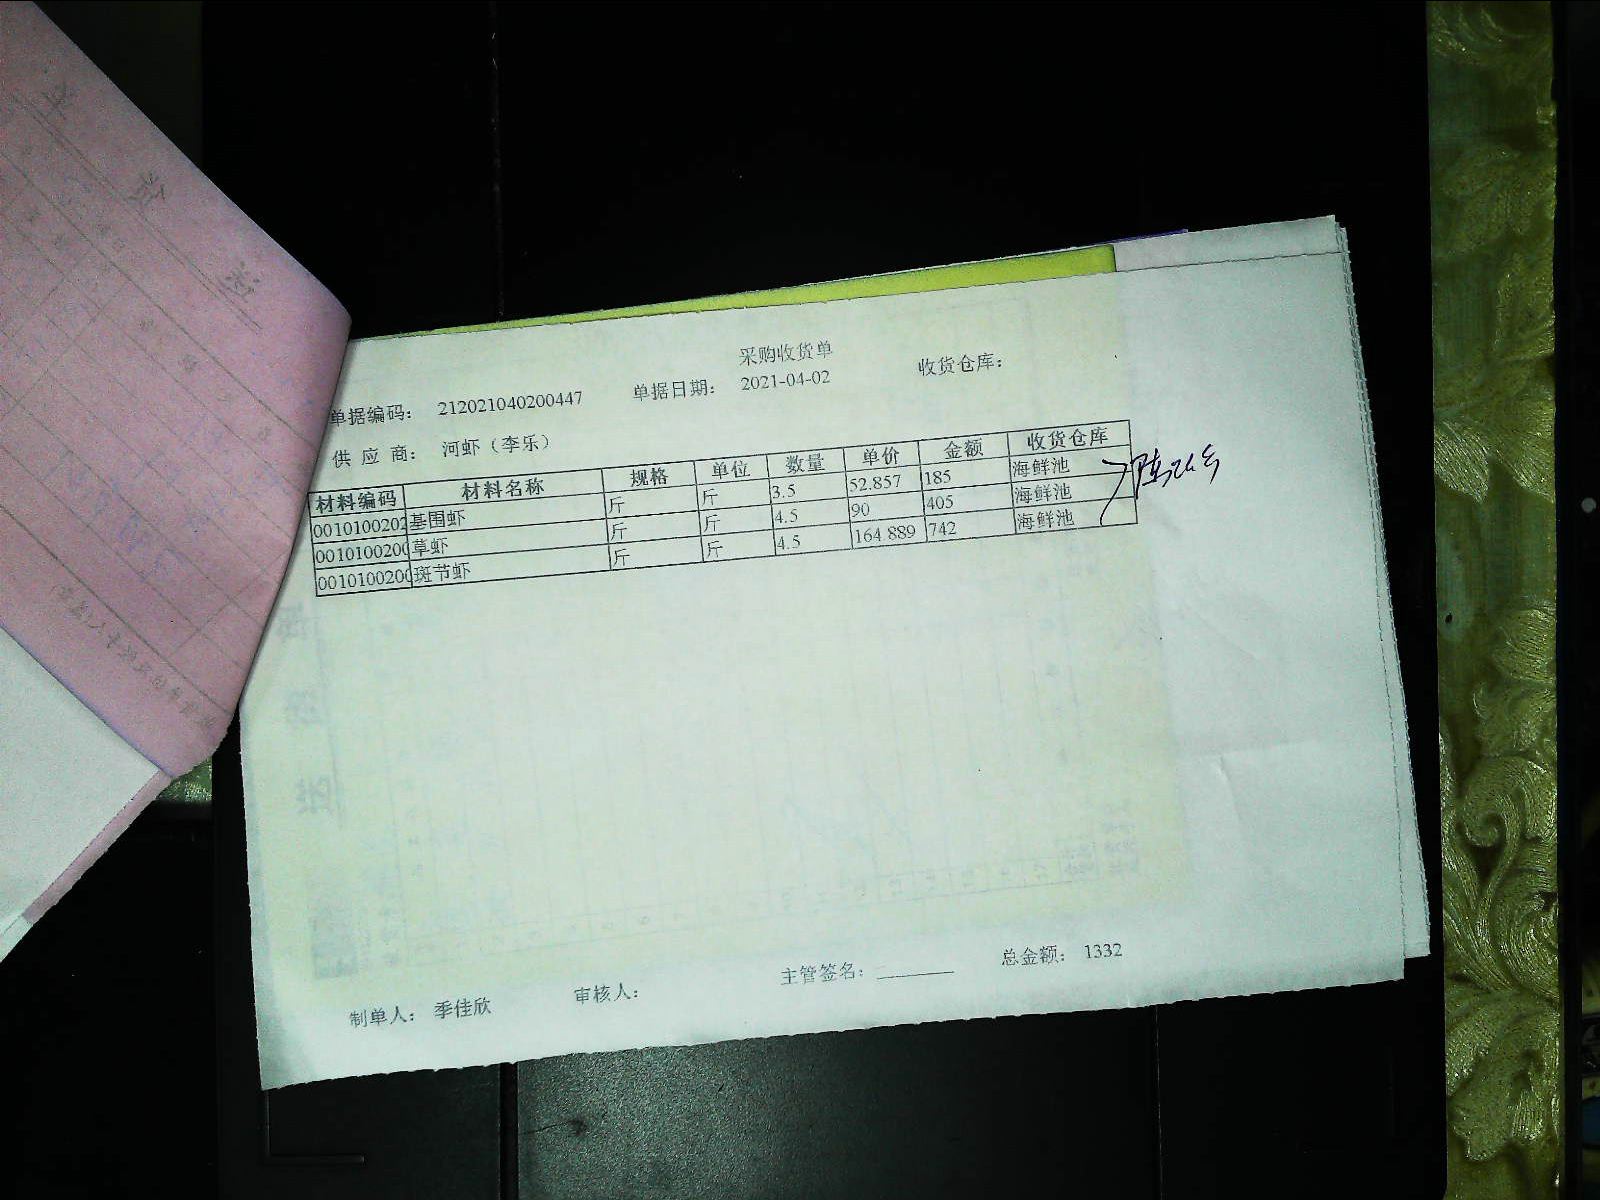 采购收货单
单据编码： 212021040200447 单据日期： 2021-04-02 收货仓库：
供 应 商： 河虾（李乐）
材料编码 材料名称 规格 单位 数量 单价 金额 收货仓库
0010100202 基围虾 斤 斤 3.5 52.857 185 海鲜池
001010020 草虾 斤 斤 4.5 90 405 海鲜池
001010020 斑节虾 斤 斤 4.5 164.889 742 海鲜池
制单人： 季佳欣 审核人： 主管签名： 总金额： 1332